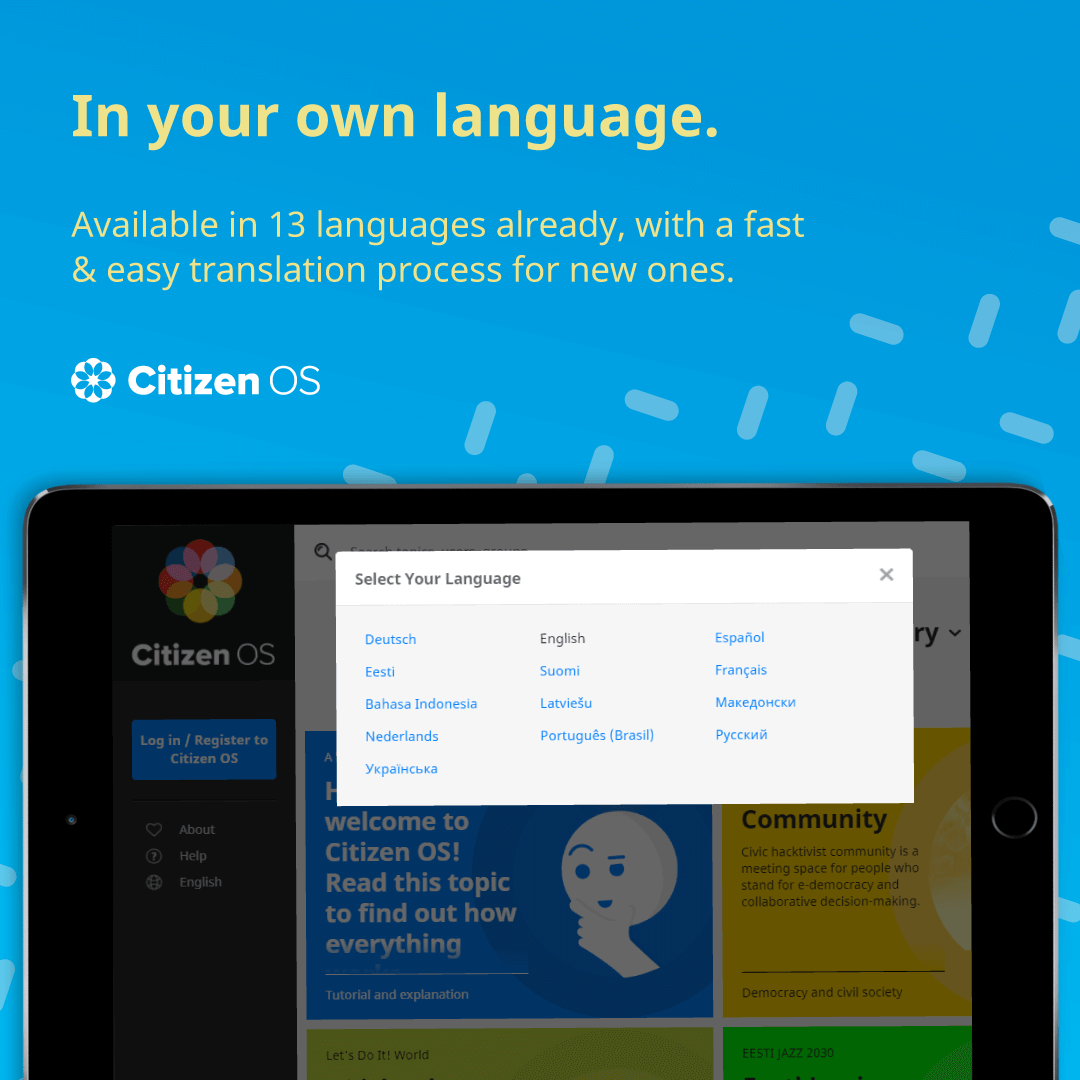 In your own language.
Available in 13 languages already, with a fast
& easy translation process for new ones.
Citizen OS
Citizen OS
Log in / Register to
Citizen OS
About
Help
English
Select Your Language
Deutsch
English
Español
Eesti
Suomi
Français
Bahasa Indonesia
Latviešu
Македонски
Nederlands
Português (Brasil)
Русский
Українська
welcome to
Citizen OS!
Read this topic
to find out how
everything
Tutorial and explanation
Community
Civic hacktivist community is a
meeting space for people who
stand for e-democracy and
collaborative decision-making.
Democracy and civil society
Let's Do It! World
EESTI JAZZ 2030